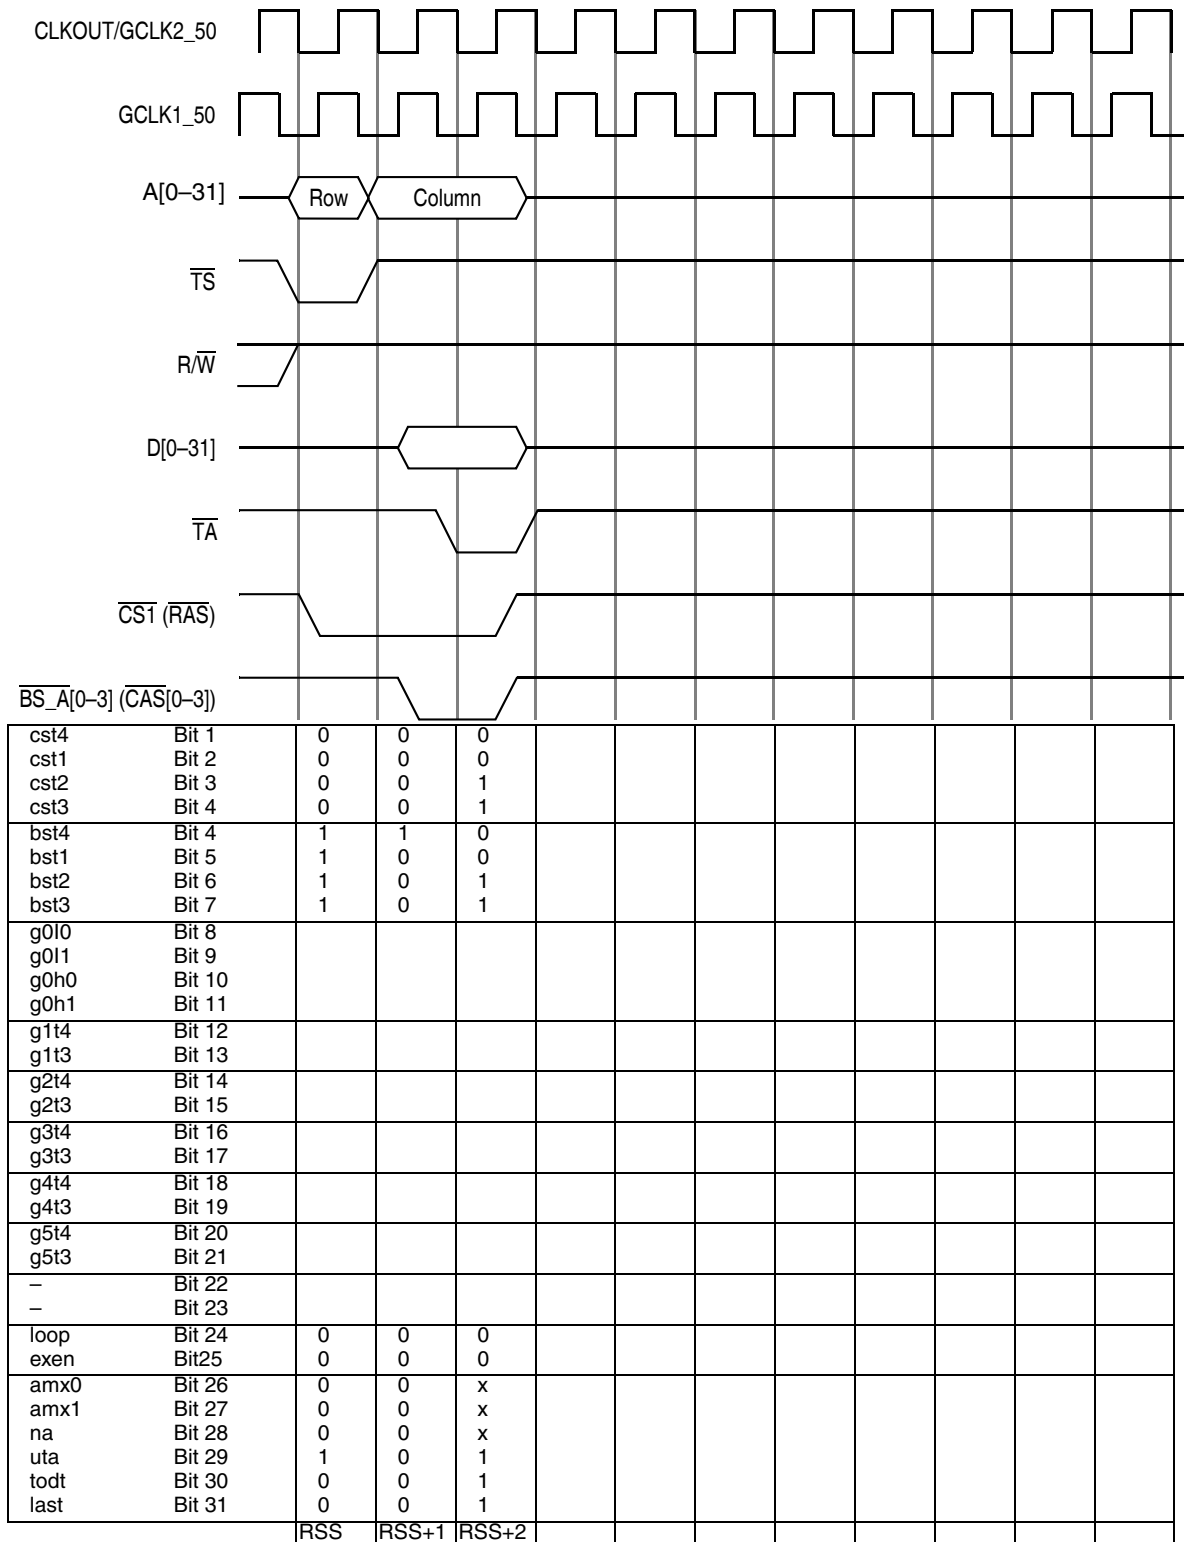 CLKOUT/GCLK2_50
GCLK1_50
A[0–31]
Row
Column
TS
R/W
D[0–31]
TA
CS1 (RAS)
BS_A[0–3] (CAS[0–3])
cst4 Bit 1 0 0 0
cst1 Bit 2 0 0 0
cst2 Bit 3 0 0 1
cst3 Bit 4 0 0 1
bst4 Bit 4 1 1 0
bst1 Bit 5 1 0 0
bst2 Bit 6 1 0 1
bst3 Bit 7 1 0 1
g0l0 Bit 8
g0l1 Bit 9
g0h0 Bit 10
g0h1 Bit 11
g1t4 Bit 12
g1t3 Bit 13
g2t4 Bit 14
g2t3 Bit 15
g3t4 Bit 16
g3t3 Bit 17
g4t4 Bit 18
g4t3 Bit 19
g5t4 Bit 20
g5t3 Bit 21
– Bit 22
– Bit 23
loop Bit 24 0 0 0
exen Bit25 0 0 0
amx0 Bit 26 0 0 x
amx1 Bit 27 0 0 x
na Bit 28 0 0 x
uta Bit 29 1 0 1
todt Bit 30 0 0 1
last Bit 31 0 0 1
RSS RSS+1 RSS+2